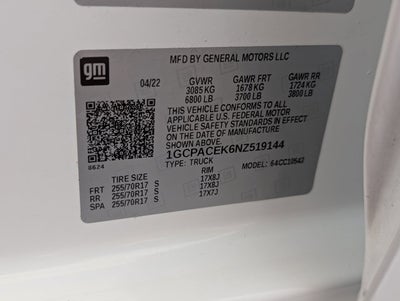 gm
MFD BY GENERAL MOTORS LLC
04/22 GVWR GAWR FRT GAWR RR
3085 KG 1678 KG 1724 KG
6800 LB 3700 LB 3800 LB
THIS VEHICLE CONFORMS TO ALL
APPLICABLE U.S. FEDERAL MOTOR
VEHICLE SAFETY STANDARDS IN EFFECT
ON THE DATE OF MANUFACTURE
SHOWN ABOVE.
1GCPACEK6NZ519144
8624 TYPE: TRUCK MODEL:
TIRE SIZE RIM
FRT 255/70R17 S 17X8J
RR 255/70R17 S 17X8J
SPA 255/70R17 S 17X7J